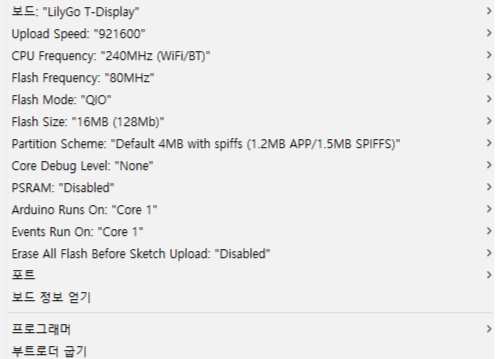 보드: "LilyGo T-Display"
Upload Speed: "921600"
CPU Frequency: "240MHz (WiFi/BT)"
Flash Frequency: "80MHz"
Flash Mode: "QIO"
Flash Size: "16MB (128Mb)"
Partition Scheme: "Default 4MB with spiffs (1.2MB APP/1.5MB SPIFFS)"
Core Debug Level: "None"
PSRAM: "Disabled"
Arduino Runs On: "Core 1"
Events Run On: "Core 1"
Erase All Flash Before Sketch Upload: "Disabled"
포트
보드 정보 얻기
프로그래머
부트로더 굽기